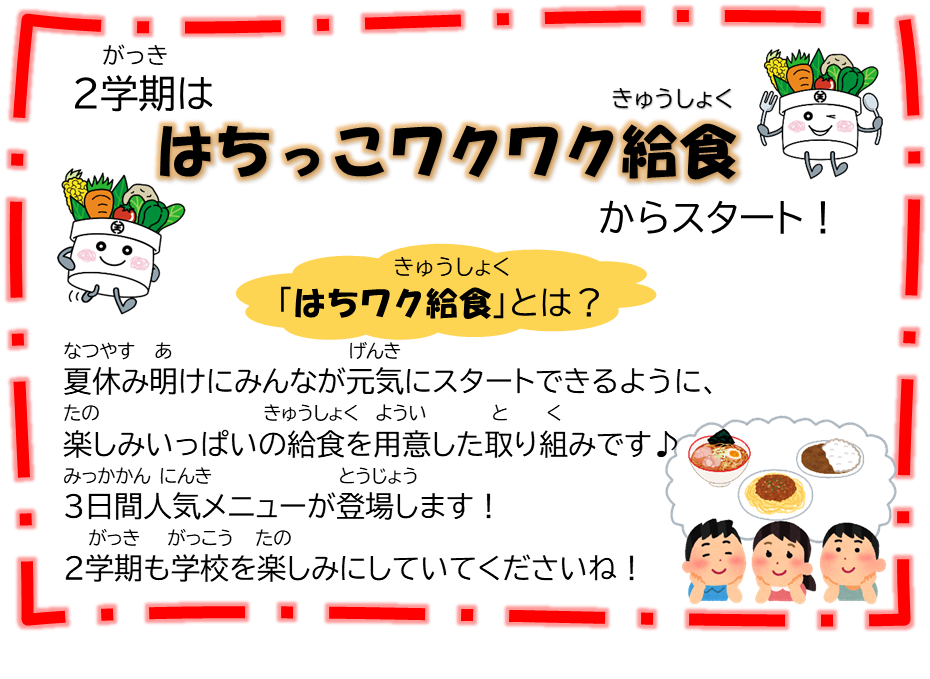 がっき
2学期は
きゅうしょく
はちっこワクワク給食
からスタート！
きゅうしょく
「はちワク給食」とは？
なつやす あ げんき
夏休み明けにみんなが元気にスタートできるように、
たの きゅうしょく ようい と く
楽しみいっぱいの給食を用意した取り組みです♪
みっかかん にんき とうじょう
3日間人気メニューが登場します！
がっき がっこう たの
2学期も学校を楽しみにしていてくださいね！